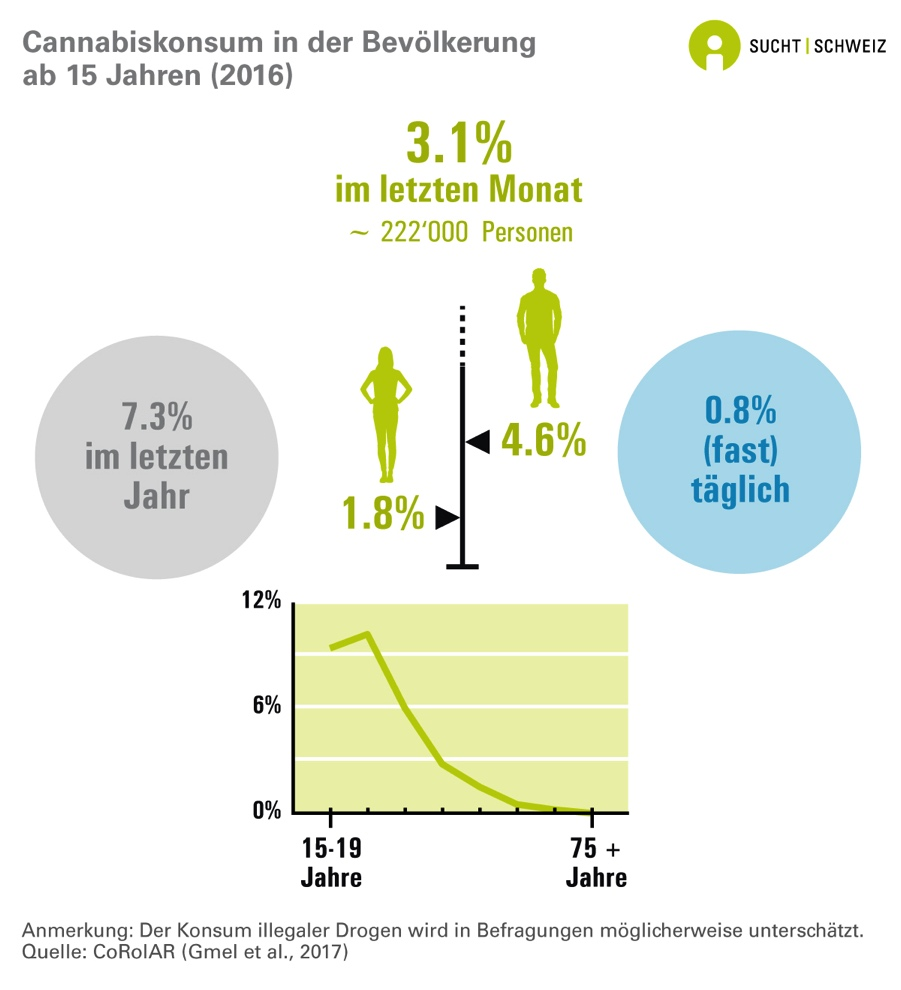 Cannabiskonsum in der Bevölkerung
ab 15 Jahren (2016)
SUCHT | SCHWEIZ
3.1%
im letzten Monat
~ 222‘000 Personen
7.3%
im letzten
Jahr
4.6%
1.8%
0.8%
(fast)
täglich
12%
6%
0%
15-19
Jahre
75 +
Jahre
Anmerkung: Der Konsum illegaler Drogen wird in Befragungen möglicherweise unterschätzt.
Quelle: CoRolAR (Gmel et al., 2017)